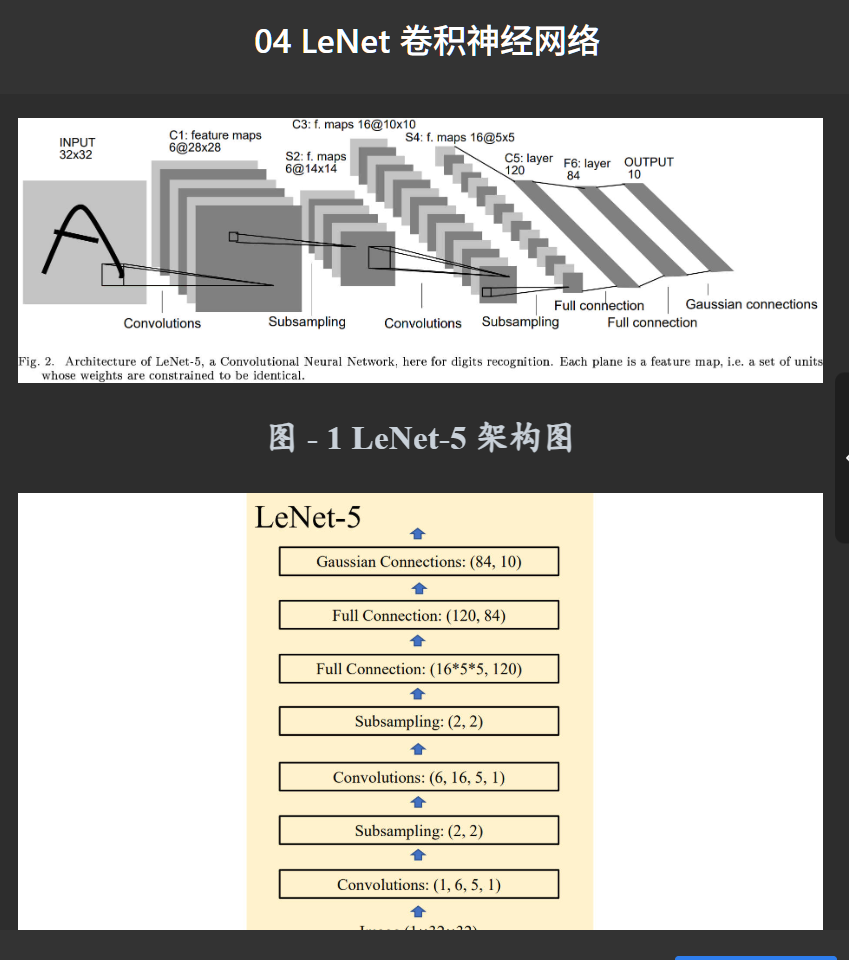 04 LeNet 卷积神经网络
INPUT
32x32
C1: feature maps
6@28x28
S2: f. maps
6@14x14
C3: f. maps 16@10x10
S4: f. maps 16@5x5
C5: layer
120
F6: layer
84
OUTPUT
10
A
Convolutions
Subsampling
Convolutions
Subsampling
Full connection
Full connection
Gaussian connections
Fig. 2. Architecture of LeNet-5, a Convolutional Neural Network, here for digits recognition. Each plane is a feature map, i.e. a set of units
whose weights are constrained to be identical.
图 - 1 LeNet-5 架构图
LeNet-5
Gaussian Connections: (84, 10)
Full Connection: (120, 84)
Full Connection: (16*5*5, 120)
Subsampling: (2, 2)
Convolutions: (6, 16, 5, 1)
Subsampling: (2, 2)
Convolutions: (1, 6, 5, 1)